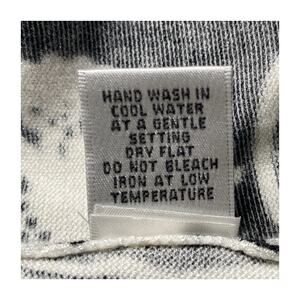 HAND WASH IN
COOL WATER
AT A GENTLE
SETTING
DRY FLAT
DO NOT BLEACH
IRON AT LOW
TEMPERATURE